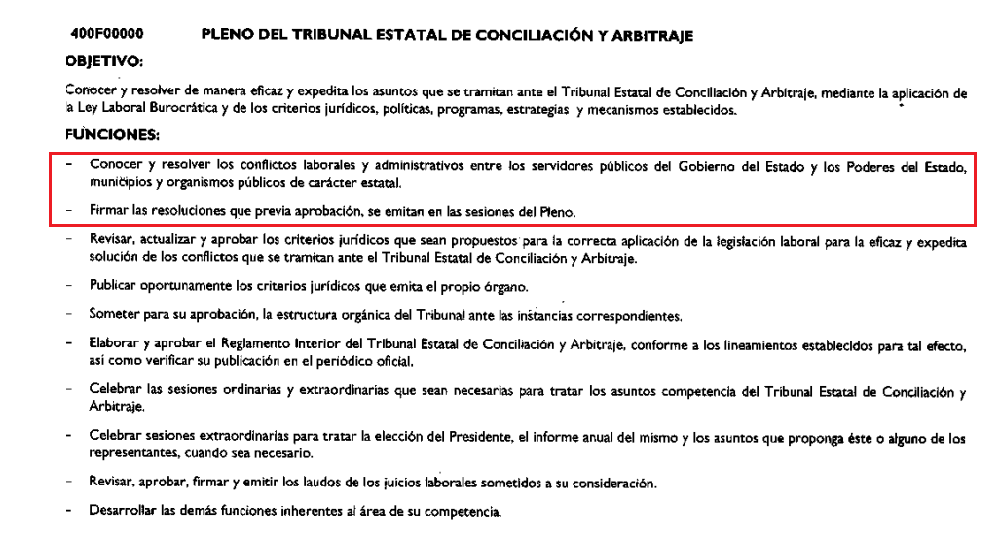 400F00000 PLENO DEL TRIBUNAL ESTATAL DE CONCILIACIÓN Y ARBITRAJE
OBJETIVO:
Conocer y resolver de manera eficaz y expedita los asuntos que se tramitan ante el Tribunal Estatal de Conciliación y Arbitraje, mediante la aplicación de
la Ley Laboral Burocrática y de los criterios jurídicos, políticas, programas, estrategias y mecanismos establecidos.
FUNCIONES:
- Conocer y resolver los conflictos laborales y administrativos entre los servidores públicos del Gobierno del Estado y los Poderes del Estado,
municipios y organismos públicos de carácter estatal.
- Firmar las resoluciones que previa aprobación, se emitan en las sesiones del Pleno.
- Revisar, actualizar y aprobar los criterios jurídicos que sean propuestos para la correcta aplicación de la legislación laboral para la eficaz y expedita
solución de los conflictos que se tramitan ante el Tribunal Estatal de Conciliación y Arbitraje.
- Publicar oportunamente los criterios jurídicos que emita el propio órgano.
- Someter para su aprobación, la estructura orgánica del Tribunal ante las instancias correspondientes.
- Elaborar y aprobar el Reglamento Interior del Tribunal Estatal de Conciliación y Arbitraje, conforme a los lineamientos establecidos para tal efecto,
así como verificar su publicación en el periódico oficial.
- Celebrar las sesiones ordinarias y extraordinarias que sean necesarias para tratar los asuntos competencia del Tribunal Estatal de Conciliación y
Arbitraje.
- Celebrar sesiones extraordinarias para tratar la elección del Presidente, el informe anual del mismo y los asuntos que proponga éste o alguno de los
representantes, cuando sea necesario.
- Revisar, aprobar, firmar y emitir los laudos de los juicios laborales sometidos a su consideración.
- Desarrollar las demás funciones inherentes al área de su competencia.